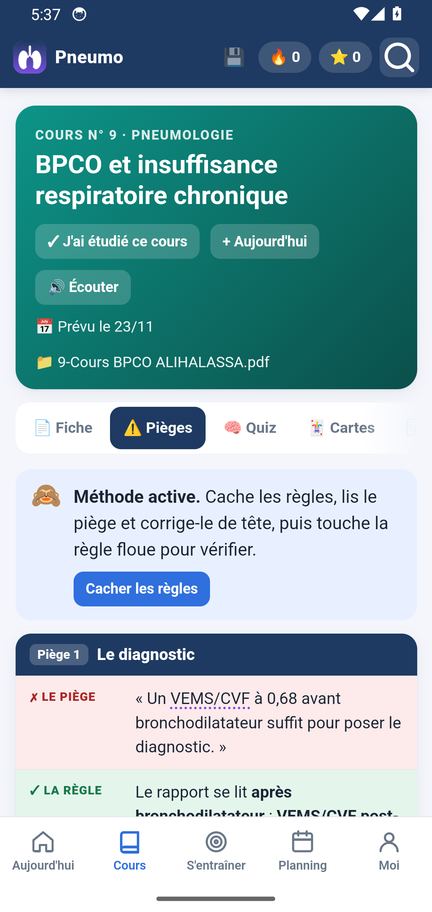 5:37
Pneumo
0
0
COURS N° 9 · PNEUMOLOGIE
BPCO et insuffisance
respiratoire chronique
✓ J'ai étudié ce cours
+ Aujourd'hui
Écouter
Prévu le 23/11
9-Cours BPCO ALIHALASSA.pdf
Fiche
Pièges
Quiz
Cartes
Méthode active. Cache les règles, lis le
piège et corrige-le de tête, puis touche la
règle floue pour vérifier.
Cacher les règles
Piège 1
Le diagnostic
✗ LE PIÈGE
« Un VEMS/CVF à 0,68 avant
bronchodilatateur suffit pour poser le
diagnostic. »
✓ LA RÈGLE
Le rapport se lit après
bronchodilatateur : VEMS/CVF post-
Aujourd'hui
Cours
S'entraîner
Planning
Moi